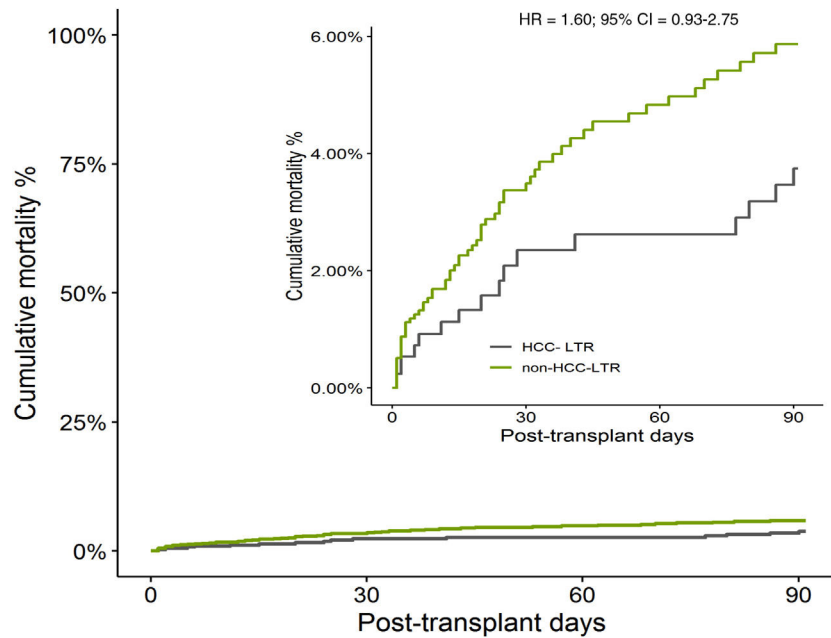 HR = 1.60; 95% CI = 0.93-2.75
100%
75%
50%
25%
0%
Cumulative mortality %
6.00%
4.00%
2.00%
0.00%
Cumulative mortality %
HCC- LTR
non-HCC-LTR
0 30 60 90
Post-transplant days
0 30 60 90
Post-transplant days